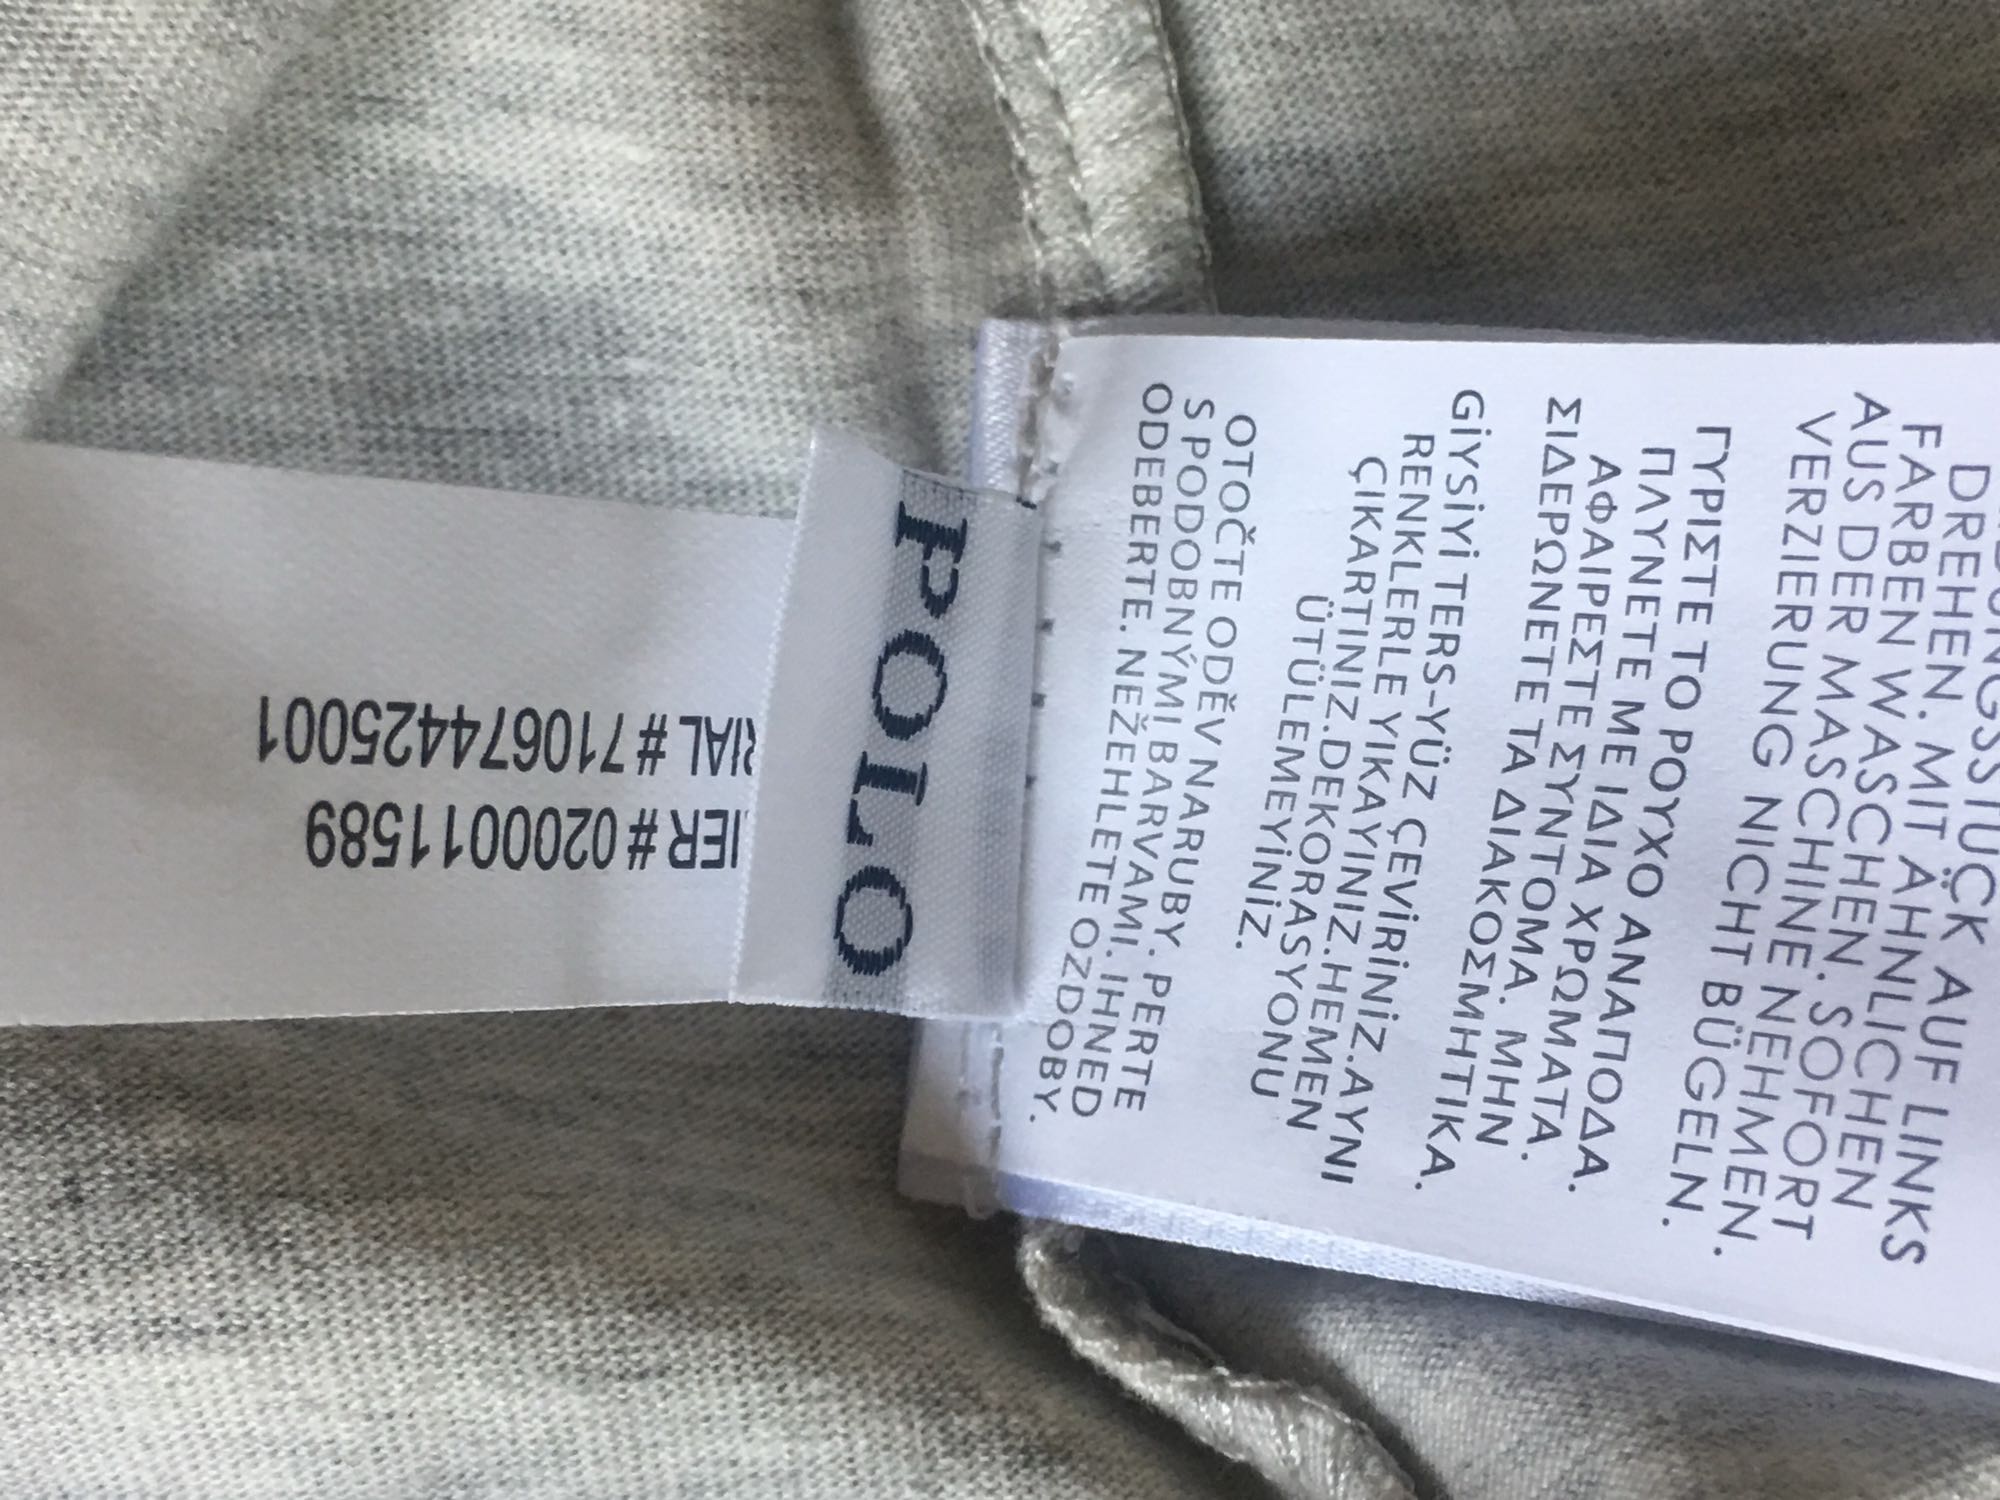 DREHEN. MIT ÄHNLICHEN
FARBEN WASCHEN. SOFORT
AUS DER MASCHINE NEHMEN.
VERZIERUNG NICHT BÜGELN.
ΓΥΡΙΣΤΕ ΤΟ ΡΟΥΧΟ ΑΝΑΠΟΔΑ.
ΠΛΥΝΕΤΕ ΜΕ ΙΔΙΑ ΧΡΩΜΑΤΑ.
ΑΦΑΙΡΕΣΤΕ ΣΥΝΤΟΜΑ. ΜΗΝ
ΣΙΔΕΡΩΝΕΤΕ ΤΑ ΔΙΑΚΟΣΜΗΤΙΚΑ.
GİYSİYİ TERS-YÜZ ÇEVİRİNİZ.AYNI
RENKLERLE YIKAYINIZ.HEMEN
ÇIKARTINIZ.DEKORASYONU
ÜTÜLEMEYİNİZ.
OTOČTE ODĚV NARUBY. PERTE
S PODOBNÝMI BARVAMI. IHNED
ODEBERTE. NEŽEHLETE OZDOBY.
POLO
IER # 0200011589
RIAL # 710674425001